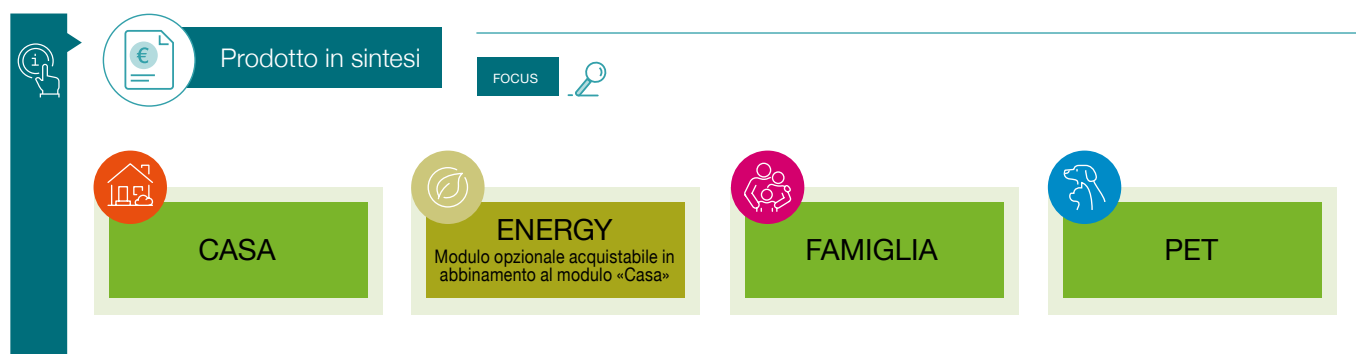 Prodotto in sintesi
FOCUS
CASA
ENERGY
Modulo opzionale acquistabile in
abbinamento al modulo «Casa»
FAMIGLIA
PET